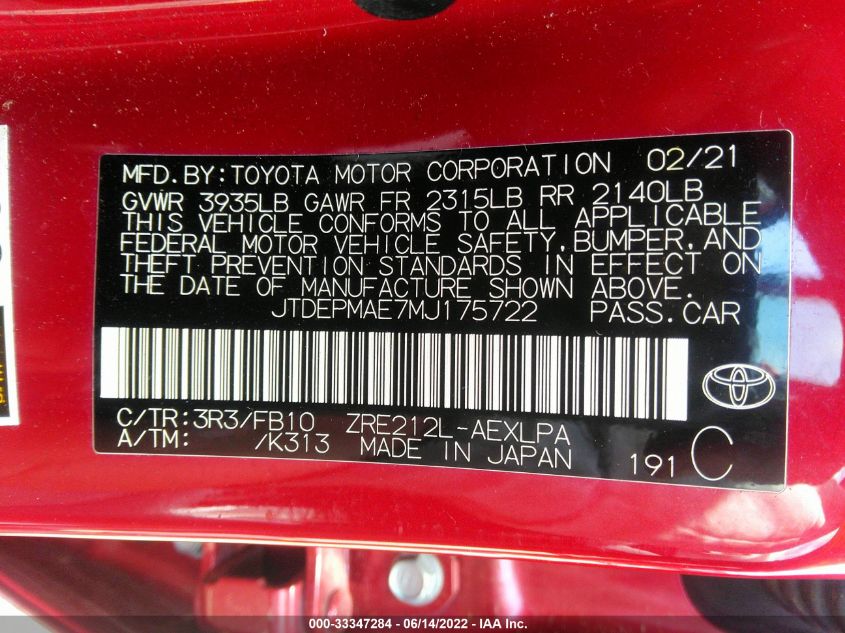 MFD.BY:TOYOTA MOTOR CORPORATION 02/21
GVWR 3935LB GAWR FR 2315LB RR 2140LB
THIS VEHICLE CONFORMS TO ALL APPLICABLE
FEDERAL MOTOR VEHICLE SAFETY,BUMPER,AND
THEFT PREVENTION STANDARDS IN EFFECT ON
THE DATE OF MANUFACTURE SHOWN ABOVE.
JTDEPMAE7MJ175722 PASS.CAR
C/TR:3R3/FB10 ZRE212L-AEXLPA
A/TM: /K313 MADE IN JAPAN 191 C
000-33347284 - 06/14/2022 - IAA Inc.